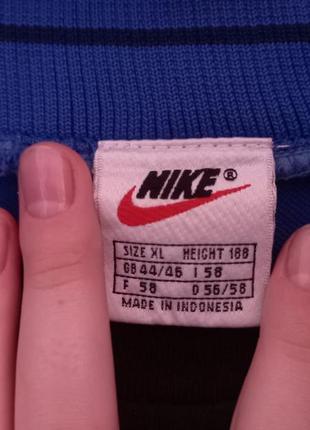 NIKE®
SIZE XL HEIGHT 188
GB 44/46 I 58
F 58 D 56/58
MADE IN INDONESIA